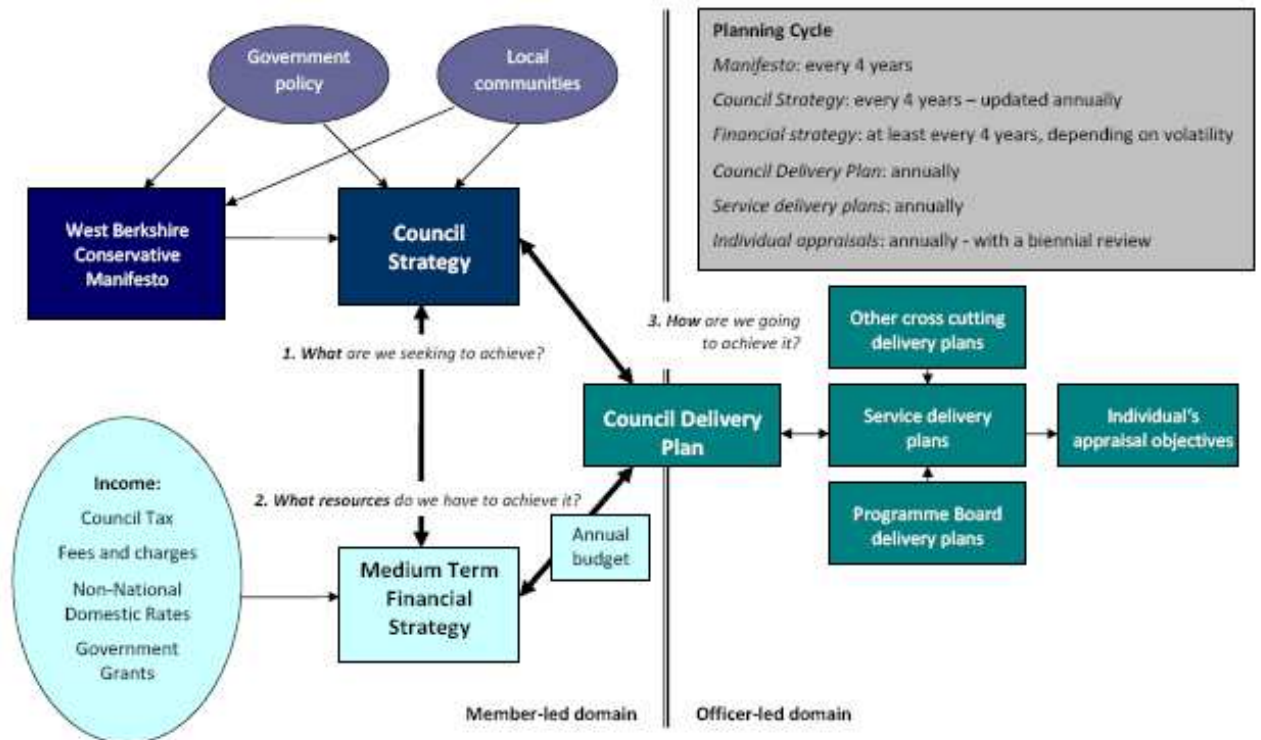 Government
policy
Local
communities
Planning Cycle
Manifesto: every 4 years
Council Strategy: every 4 years – updated annually
Financial strategy: at least every 4 years, depending on volatility
Council Delivery Plan: annually
Service delivery plans: annually
Individual appraisals: annually - with a biennial review
West Berkshire
Conservative
Manifesto
Council
Strategy
1. What are we seeking to achieve?
3. How are we going
to achieve it?
Other cross cutting
delivery plans
Council Delivery
Plan
Service delivery
plans
Individual's
appraisal objectives
Programme Board
delivery plans
2. What resources do we have to achieve it?
Annual
budget
Income:
Council Tax
Fees and charges
Non-National
Domestic Rates
Government
Grants
Medium Term
Financial
Strategy
Member-led domain
Officer-led domain